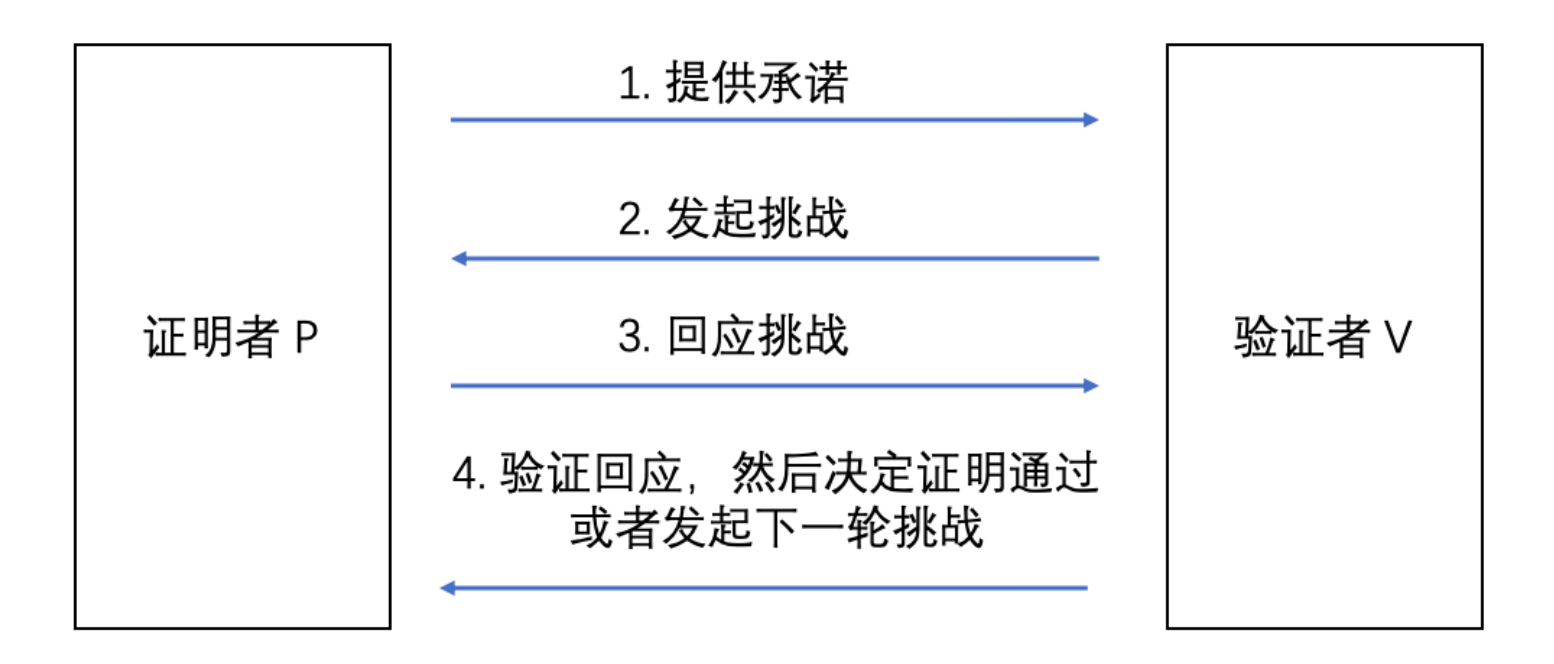 1. 提供承诺
2. 发起挑战
3. 回应挑战
证明者 P
验证者 V
4. 验证回应，然后决定证明通过
或者发起下一轮挑战